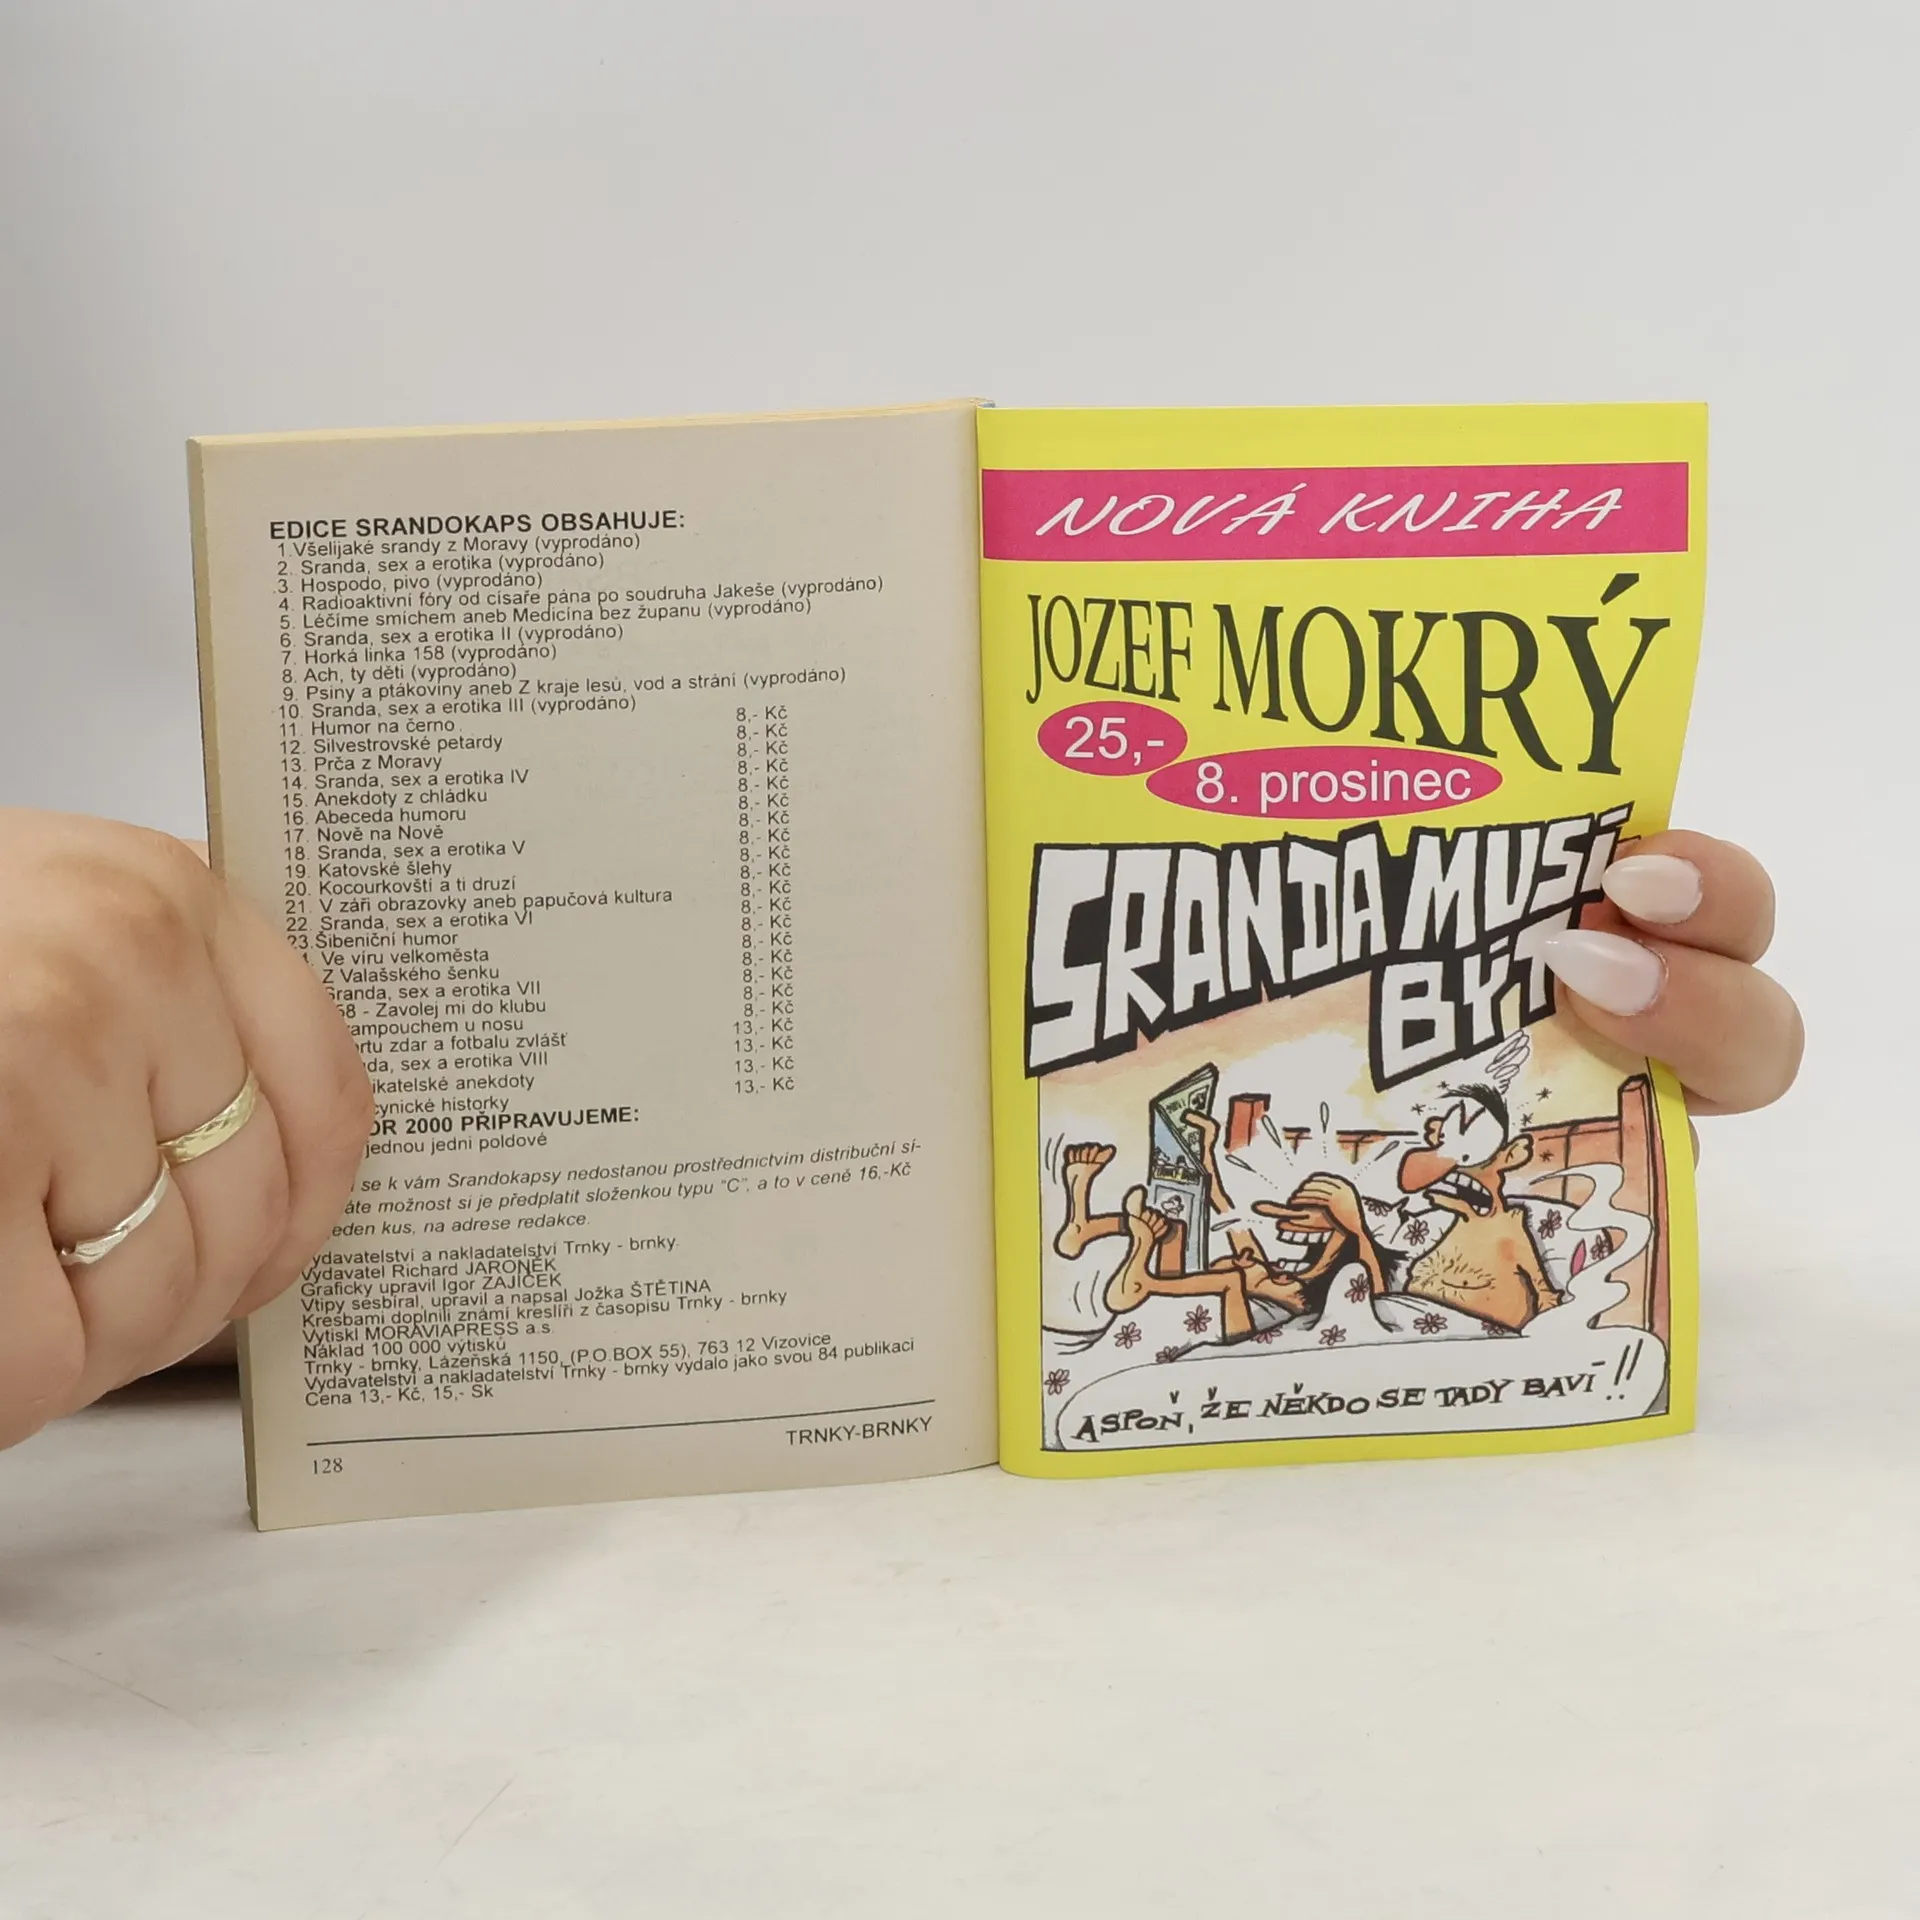 EDICE SRANDOKAPS OBSAHUJE:
1. Všelijaké srandy z Moravy (vyprodáno)
2. Sranda, sex a erotika (vyprodáno)
3. Hospodo, pivo (vyprodáno)
4. Radioaktivní fóry od císaře pána po soudruha Jakeše (vyprodáno)
5. Léčíme smíchem aneb Medicína bez županu (vyprodáno)
6. Sranda, sex a erotika II (vyprodáno)
7. Horká linka 158 (vyprodáno)
8. Ach, ty děti (vyprodáno)
9. Psiny a ptákoviny aneb Z kraje lesů, vod a strání (vyprodáno)
10. Sranda, sex a erotika III (vyprodáno)
11. Humor na černo 8,- Kč
12. Silvestrovské petardy 8,- Kč
13. Prča z Moravy 8,- Kč
14. Sranda, sex a erotika IV 8,- Kč
15. Anekdoty z chládku 8,- Kč
16. Abeceda humoru 8,- Kč
17. Nově na Nově 8,- Kč
18. Sranda, sex a erotika V 8,- Kč
19. Katovské šlehy 8,- Kč
20. Kocourkovští a ti druzí 8,- Kč
21. V záři obrazovky aneb papučová kultura 8,- Kč
22. Sranda, sex a erotika VI 8,- Kč
23. Šibeniční humor 8,- Kč
Ve víru velkoměsta 8,- Kč
Z Valašského šenku 8,- Kč
Sranda, sex a erotika VII 8,- Kč
58 - Zavolej mi do klubu 8,- Kč
rampouchem u nosu 13,- Kč
ortu zdar a fotbalu zvlášť 13,- Kč
da, sex a erotika VIII 13,- Kč
ikatelské anekdoty 13,- Kč
cynické historky
OR 2000 PŘIPRAVUJEME:
jednou jedni poldové
se k vám Srandokapsy nedostanou prostřednictvím distribuční sí-
áte možnost si je předplatit složenkou typu "C", a to v ceně 16,-Kč
eden kus, na adrese redakce.
ydavatelství a nakladatelství Trnky - brnky.
Vydavatel Richard JARONĚK
Graficky upravil Igor ZAJÍČEK
Vtipy sesbíral, upravil a napsal Jožka ŠTĚTINA
Kresbami doplnili známí kreslíři z časopisu Trnky - brnky
Vytiskl MORAVIAPRESS a.s.
Náklad 100 000 výtisků
Trnky - brnky, Lázeňská 1150, (P.O.BOX 55), 763 12 Vizovice
Vydavatelství a nakladatelství Trnky - brnky vydalo jako svou 84 publikaci
Cena 13,- Kč, 15,- Sk
TRNKY-BRNKY
128
NOVÁ KNIHA
JOZEF MOKRÝ
25,-
8. prosinec
SRANDA MUSÍ
BÝT
ASPOŇ, ŽE NĚKDO SE TADY BAVÍ !!